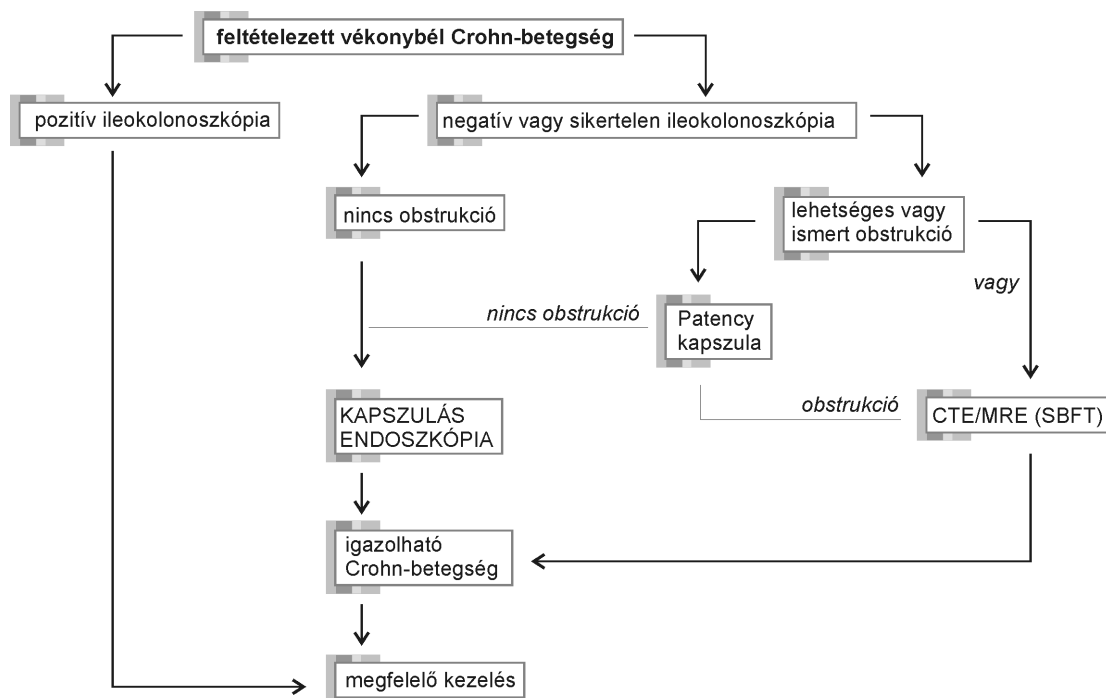 feltételezett vékonybél Crohn-betegség
pozitív ileokolonoszkópia
negatív vagy sikertelen ileokolonoszkópia
nincs obstrukció
lehetséges vagy
ismert obstrukció
vagy
nincs obstrukció
Patency
kapszula
obstrukció
KAPSZULÁS
ENDOSZKÓPIA
CTE/MRE (SBFT)
igazolható
Crohn-betegség
megfelelő kezelés